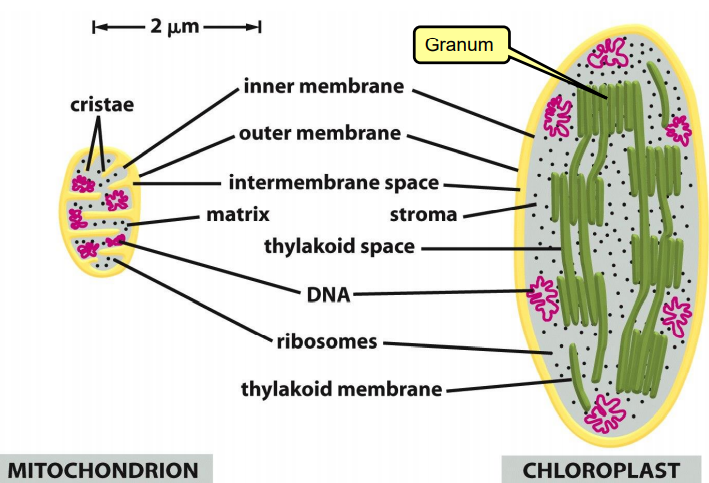 2 μm
Granum
inner membrane
cristae
outer membrane
intermembrane space
matrix
stroma
thylakoid space
DNA
ribosomes
thylakoid membrane
MITOCHONDRION
CHLOROPLAST